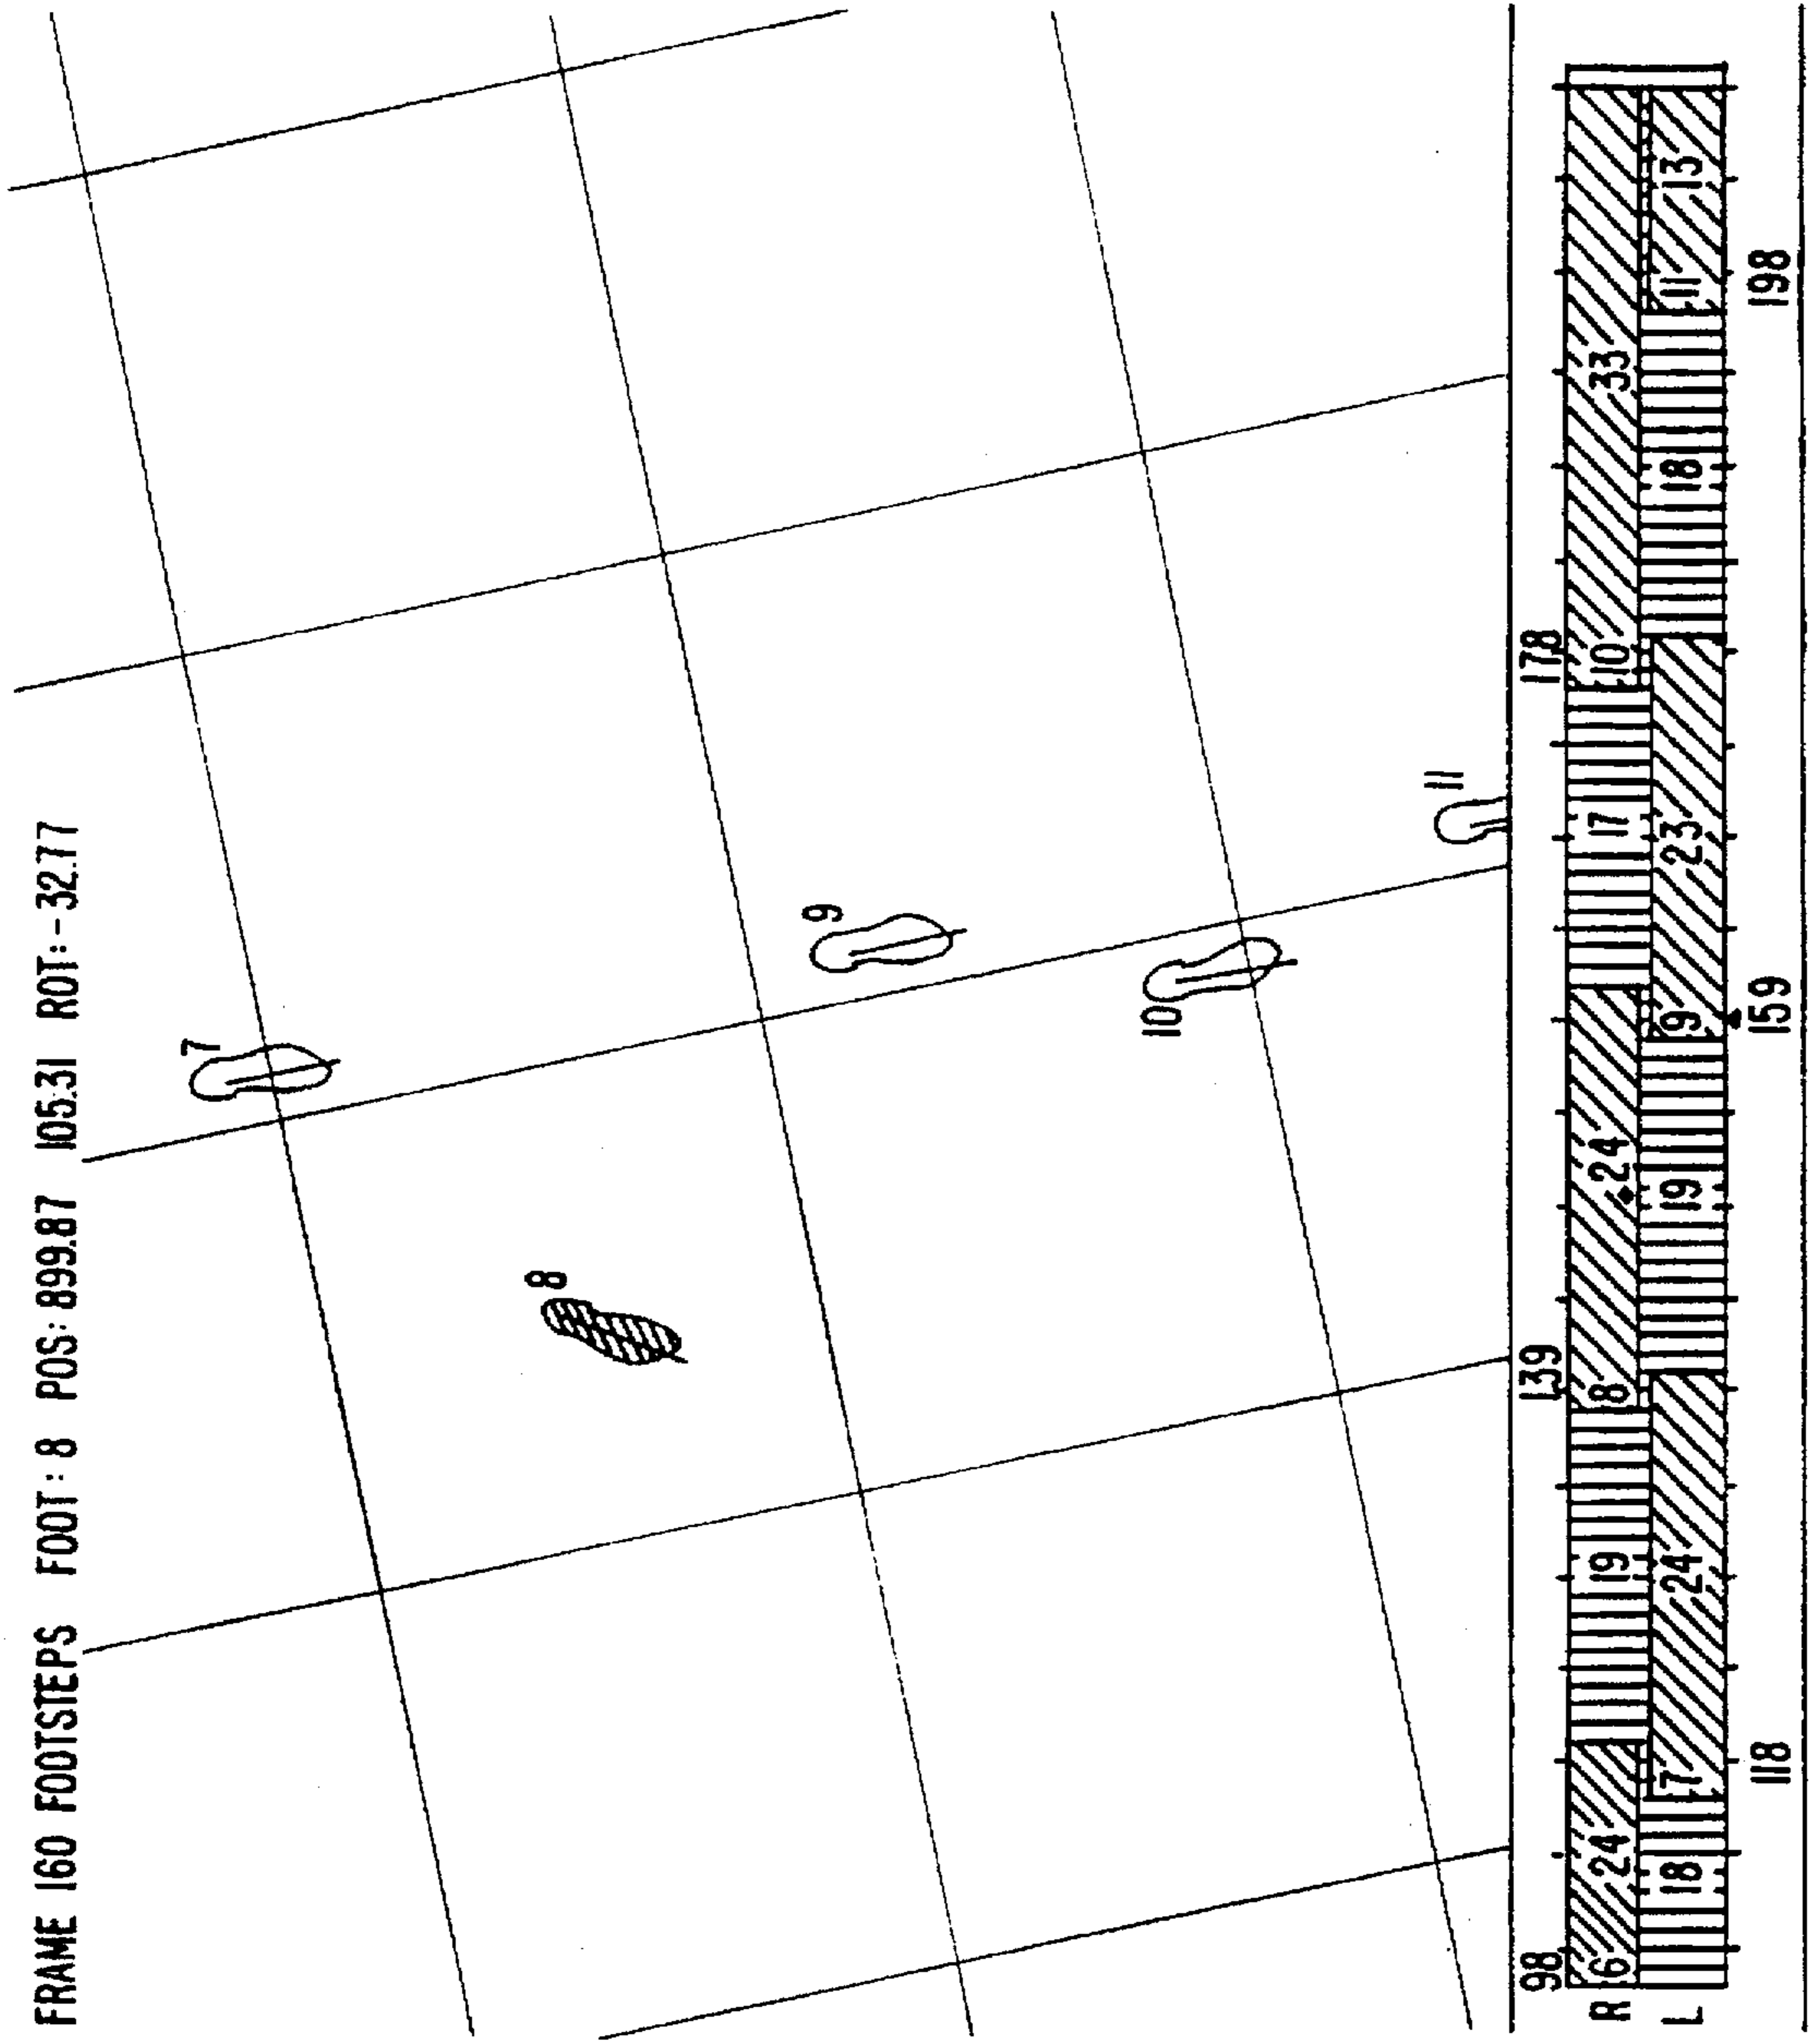 FRAME 160 FOOTSTEPS FOOT: 8 POS: 899.87 105.31 ROT:-32.77
7
8
9
10
11
98 139 178
R 6 24 19 8 24 17 10 33
L 18 7 24 19 9 23 18 11 13
118 159 198